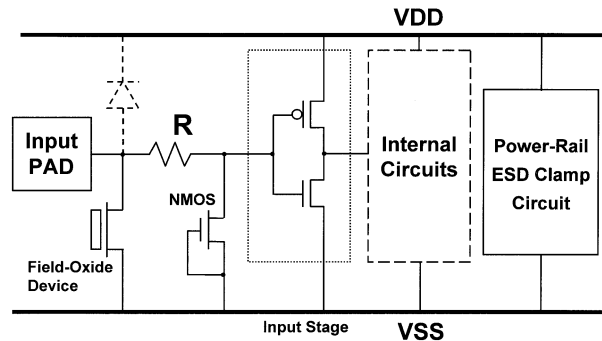 VDD
Input
PAD
R
NMOS
Field-Oxide
Device
Input Stage
Internal
Circuits
Power-Rail
ESD Clamp
Circuit
VSS